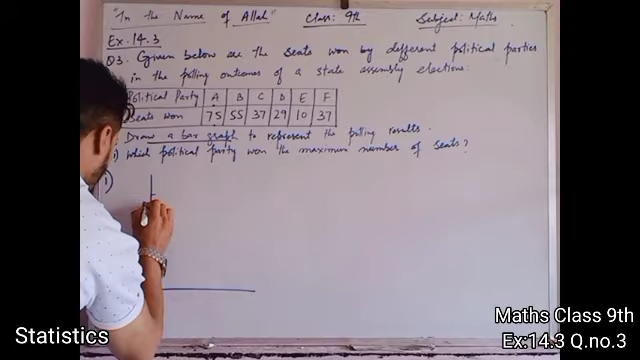 "In the Name of Allah" Class: 9th Subject: Maths
Ex. 14.3
Q3. Given below are the seats won by different political parties
in the polling outcomes of a state assembly elections:
Political Party A B C D E F
Seats won 75 55 37 29 10 37
Draw a bar graph to represent the polling results.
Which political party won the maximum number of seats?
1)
Maths Class 9th
Statistics
Ex:14.3 Q.no.3